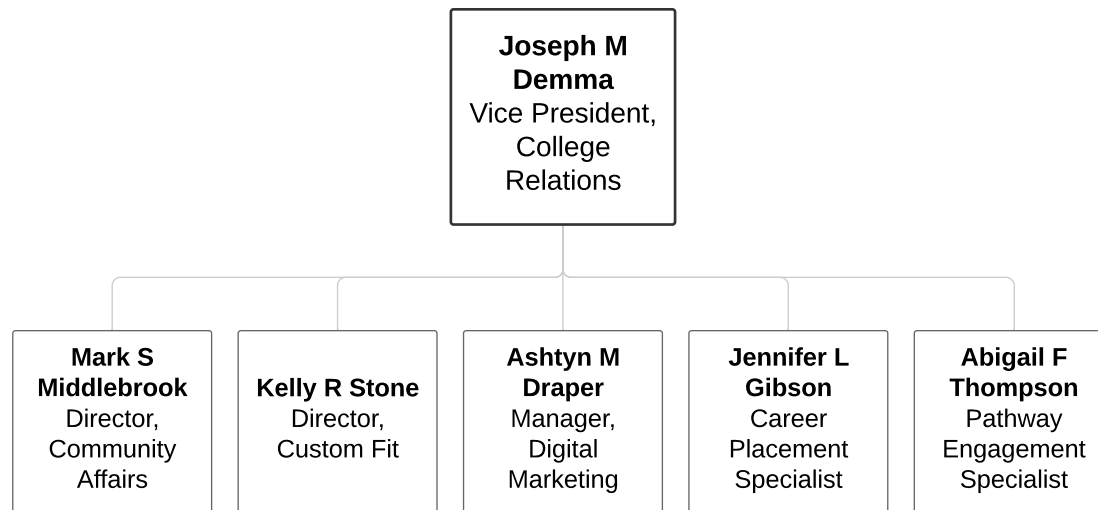 Joseph M
Demma
Vice President,
College
Relations
Mark S
Middlebrook
Director,
Community
Affairs
Kelly R Stone
Director,
Custom Fit
Ashtyn M
Draper
Manager,
Digital
Marketing
Jennifer L
Gibson
Career
Placement
Specialist
Abigail F
Thompson
Pathway
Engagement
Specialist